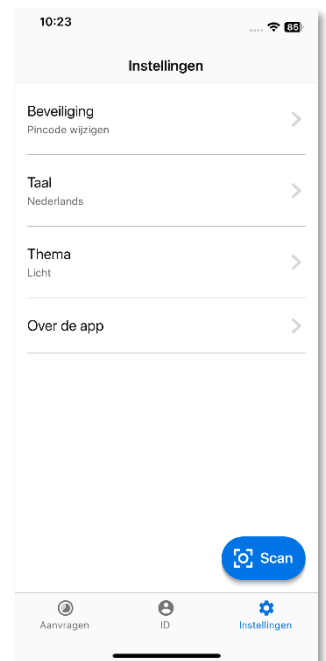 10:23
85
Instellingen
Beveiliging
Pincode wijzigen
Taal
Nederlands
Thema
Licht
Over de app
Scan
Aanvragen
ID
Instellingen